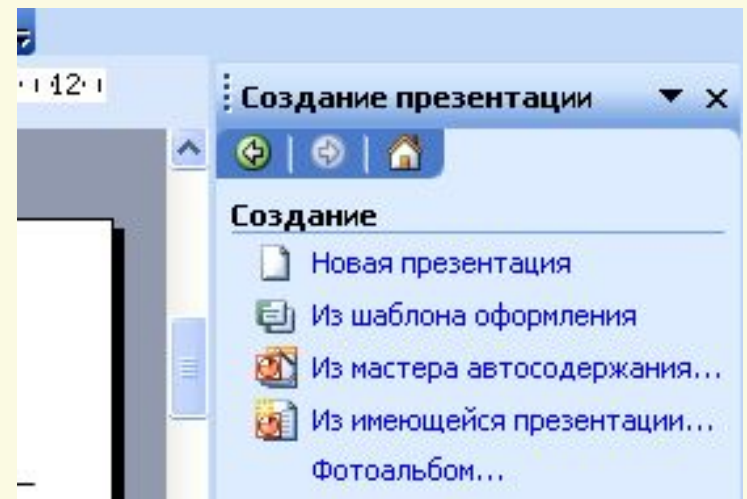 12
Создание презентации
Создание
Новая презентация
Из шаблона оформления
Из мастера автосодержания...
Из имеющейся презентации...
Фотоальбом...